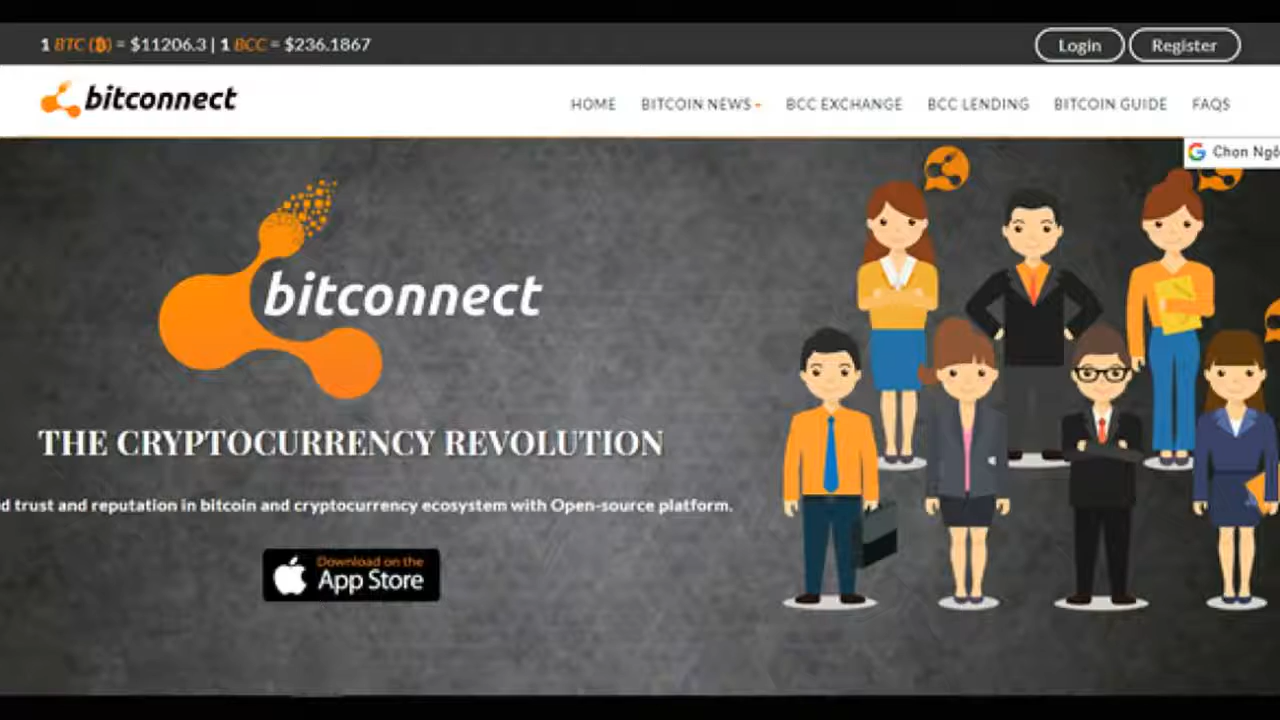 1 BTC (₿) = $11206.3 | 1 BCC = $236.1867
Login
Register
bitconnect
HOME
BITCOIN NEWS
BCC EXCHANGE
BCC LENDING
BITCOIN GUIDE
FAQS
G Chọn Ngô
bitconnect
THE CRYPTOCURRENCY REVOLUTION
d trust and reputation in bitcoin and cryptocurrency ecosystem with Open-source platform.
Download on the
App Store